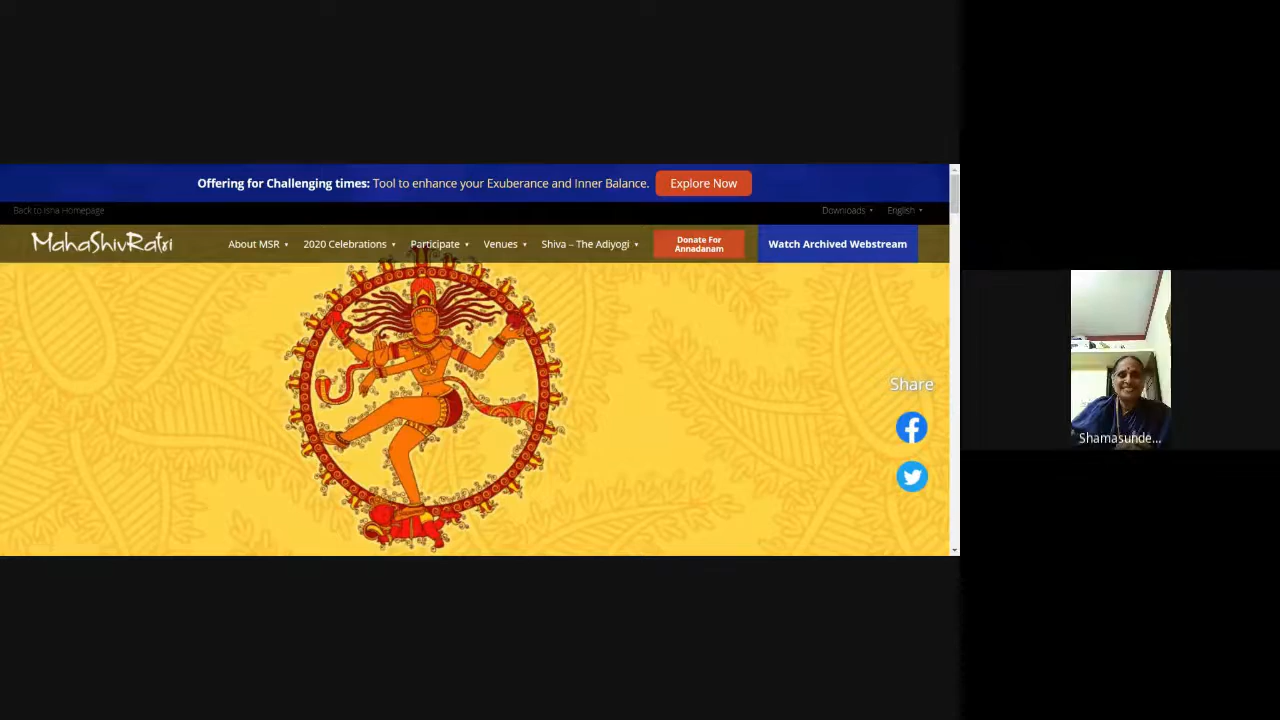 Offering for Challenging times: Tool to enhance your Exuberance and Inner Balance. Explore Now
Back to Isha Homepage Downloads English
MahaShivRatri About MSR 2020 Celebrations Participate Venues Shiva – The Adiyogi Donate For Annadanam Watch Archived Webstream
Share
Shamasunde...